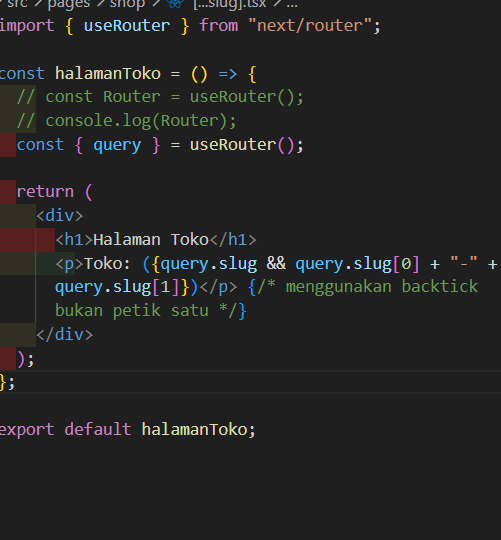 src > pages > shop > [...slug].tsx > ...
import { useRouter } from "next/router";
const halamanToko = () => {
// const Router = useRouter();
// console.log(Router);
const { query } = useRouter();
return (
<div>
<h1>Halaman Toko</h1>
<p>Toko: ({query.slug && query.slug[0] + "-" +
query.slug[1]})</p> {/* menggunakan backtick
bukan petik satu */}
</div>
);
};
export default halamanToko;